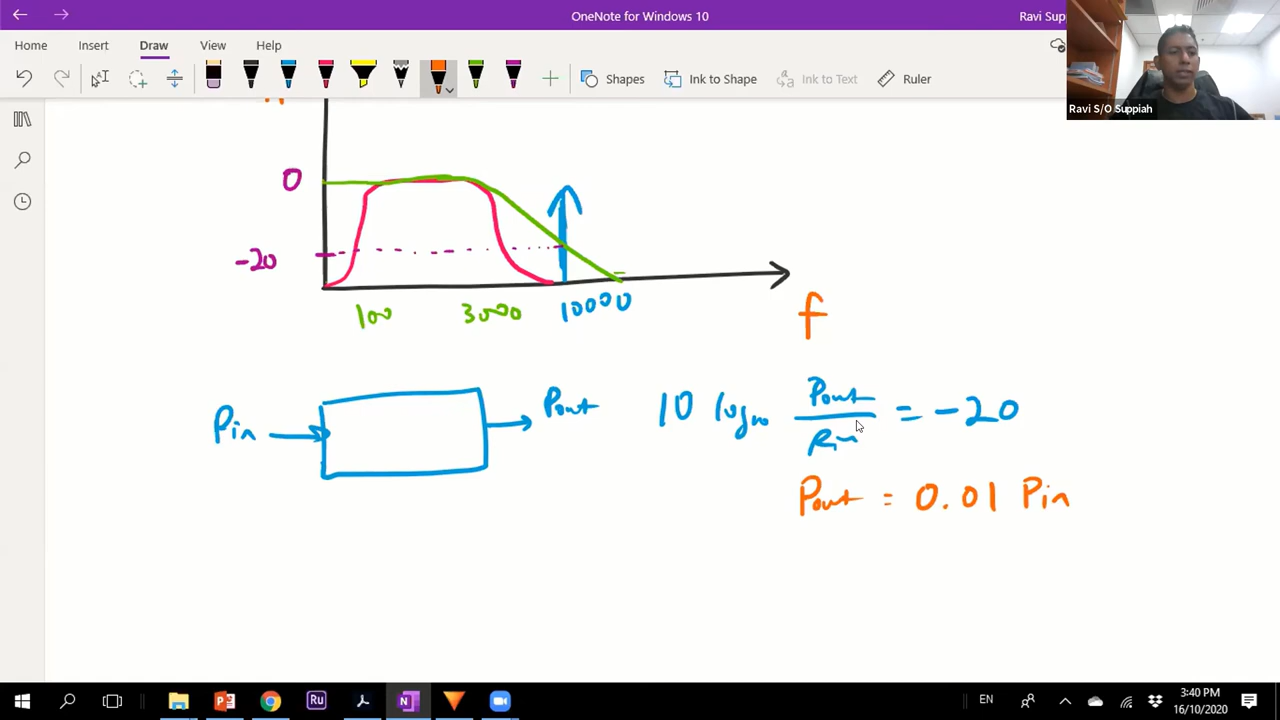 OneNote for Windows 10
Ravi Supp
Home Insert Draw View Help
Shapes Ink to Shape Ink to Text Ruler
Ravi S/O Suppiah
0
-20
100 3000 10000
f
Pin Pout 10 log10 Pout/Pin = -20
Pout = 0.01 Pin
Ru
EN
3:40 PM
16/10/2020